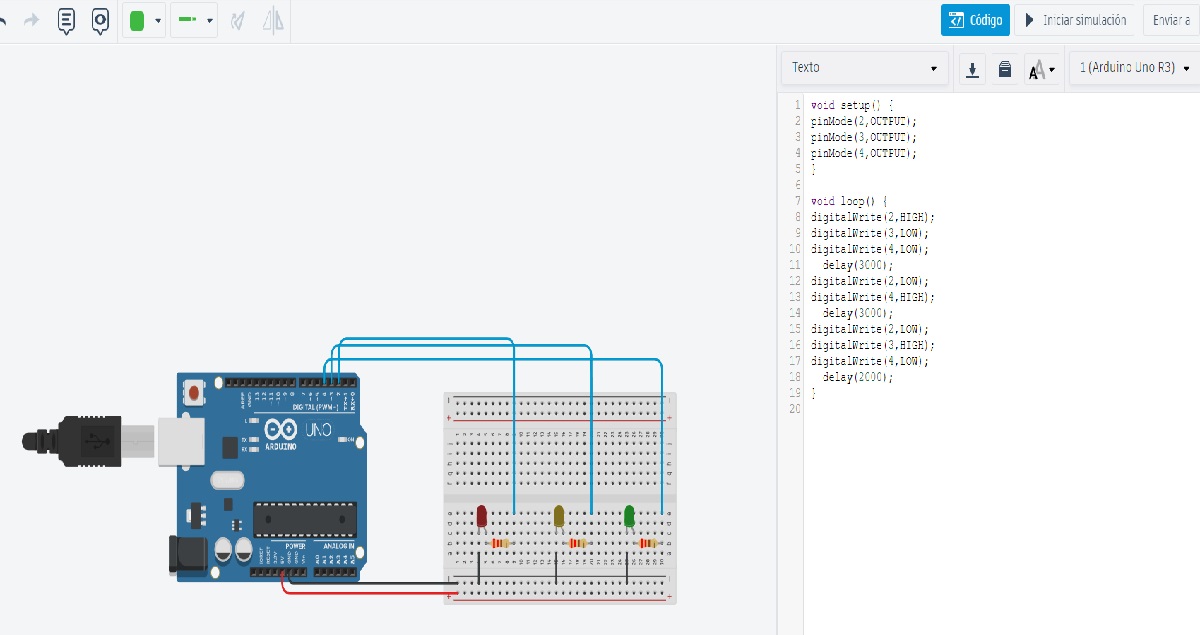 Código
Iniciar simulación
Enviar a
Texto
1 (Arduino Uno R3)
1 void setup() {
2 pinMode(2,OUTPUT);
3 pinMode(3,OUTPUT);
4 pinMode(4,OUTPUT);
5 }
6
7 void loop() {
8 digitalWrite(2,HIGH);
9 digitalWrite(3,LOW);
10 digitalWrite(4,LOW);
11 delay(3000);
12 digitalWrite(2,LOW);
13 digitalWrite(4,HIGH);
14 delay(3000);
15 digitalWrite(2,LOW);
16 digitalWrite(3,HIGH);
17 digitalWrite(4,LOW);
18 delay(2000);
19 }
20
DIGITAL (PWM~)
UNO
ARDUINO
POWER
ANALOG IN